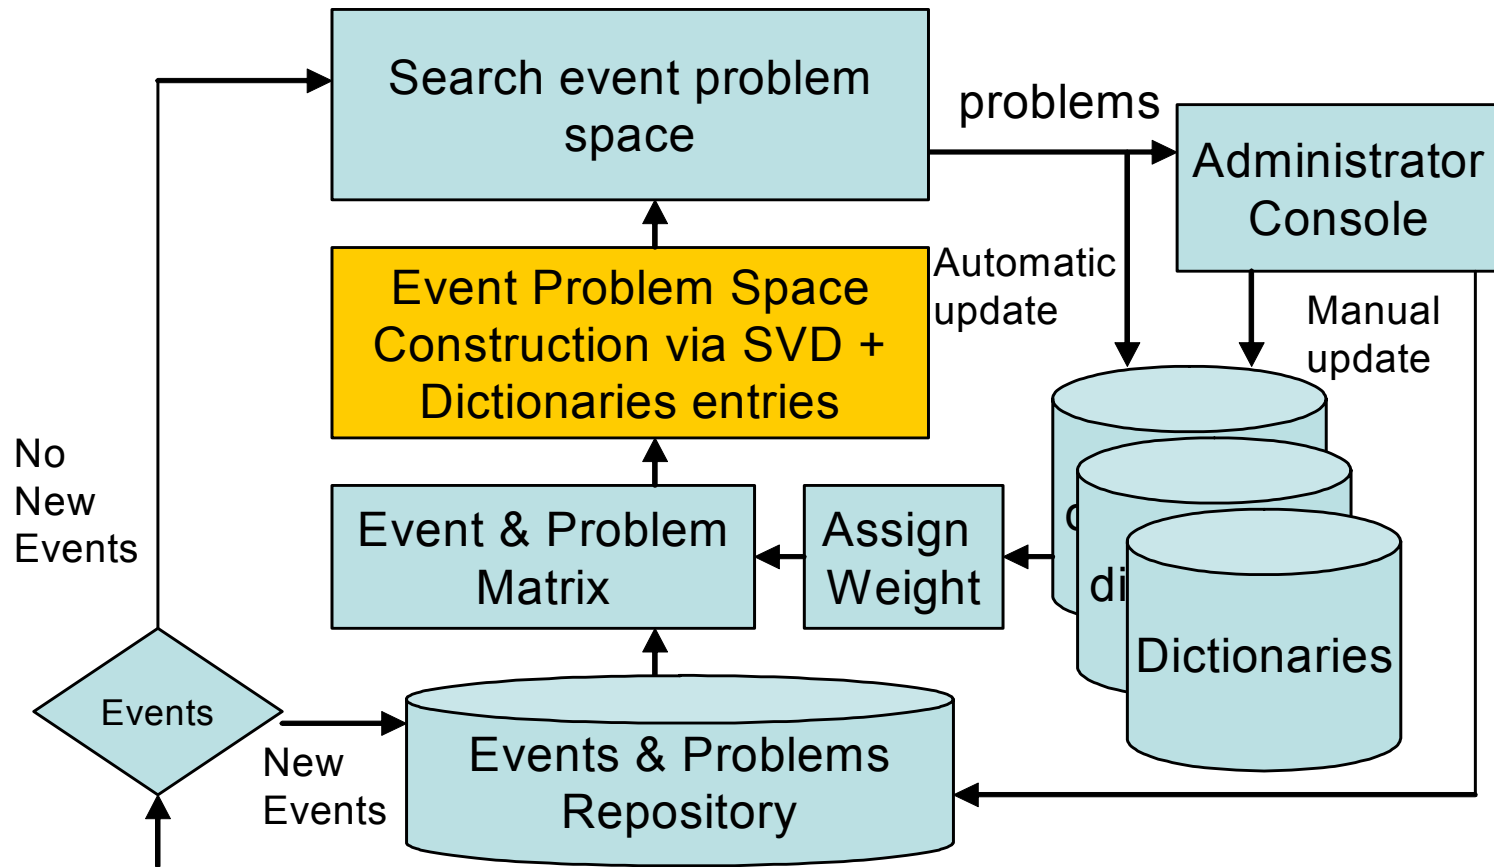 Search event problem
space
problems
Administrator
Console
Event Problem Space
Construction via SVD +
Dictionaries entries
Automatic
update
Manual
update
No
New
Events
Event & Problem
Matrix
Assign
Weight
Dictionaries
Events
New
Events
Events & Problems
Repository